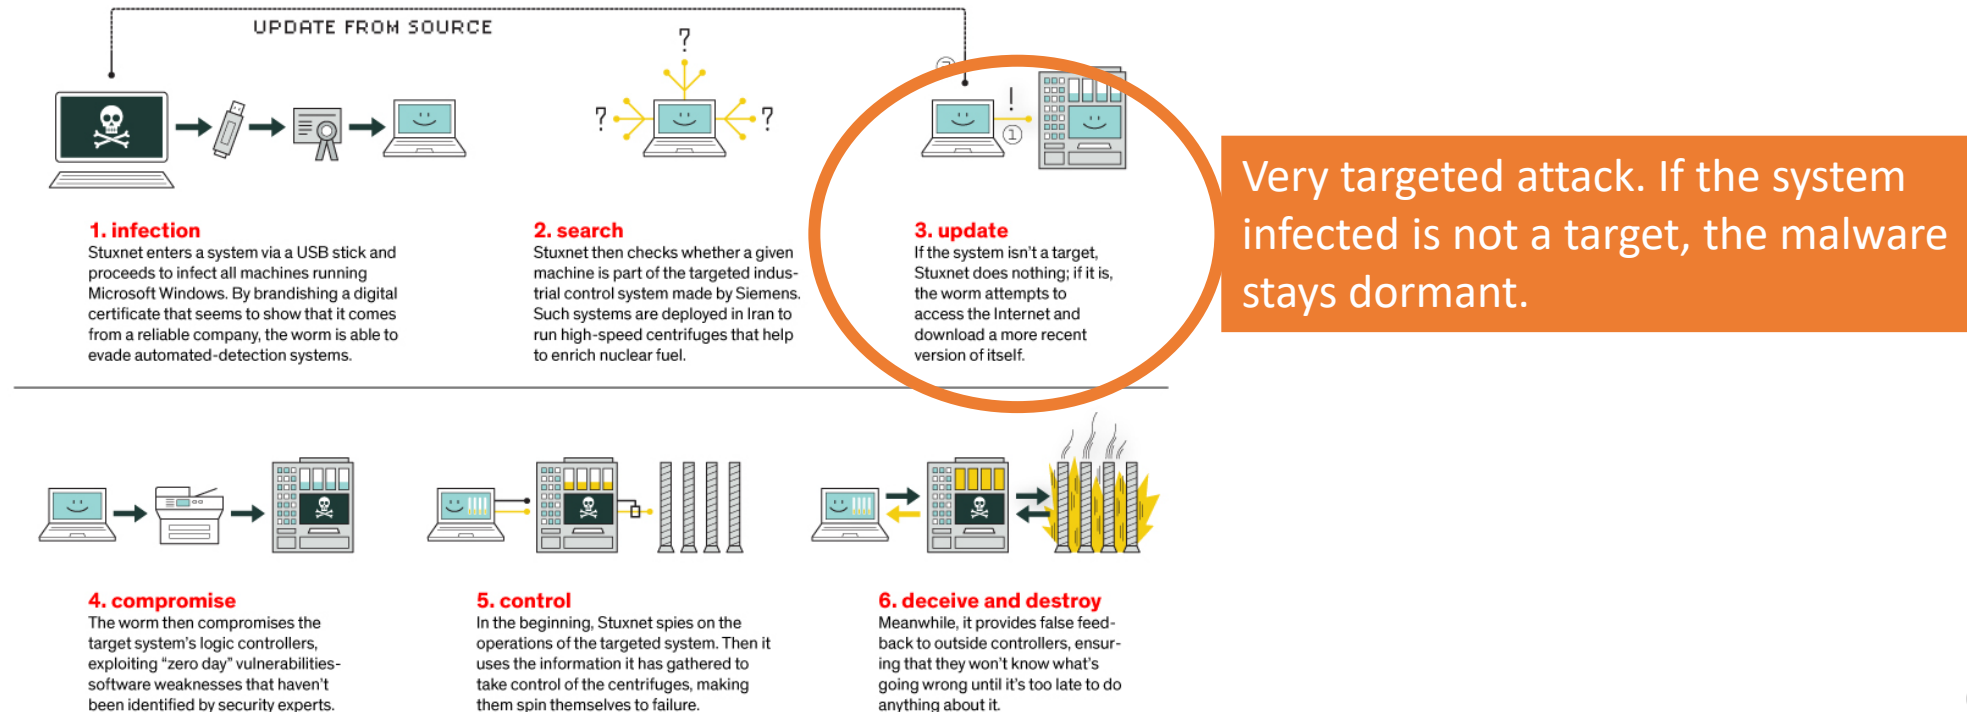 UPDATE FROM SOURCE
?
?
?
!
①
1. infection
Stuxnet enters a system via a USB stick and
proceeds to infect all machines running
Microsoft Windows. By brandishing a digital
certificate that seems to show that it comes
from a reliable company, the worm is able to
evade automated-detection systems.
2. search
Stuxnet then checks whether a given
machine is part of the targeted indus-
trial control system made by Siemens.
Such systems are deployed in Iran to
run high-speed centrifuges that help
to enrich nuclear fuel.
3. update
If the system isn't a target,
Stuxnet does nothing; if it is,
the worm attempts to
access the Internet and
download a more recent
version of itself.
Very targeted attack. If the system
infected is not a target, the malware
stays dormant.
4. compromise
The worm then compromises the
target system's logic controllers,
exploiting “zero day” vulnerabilities-
software weaknesses that haven't
been identified by security experts.
5. control
In the beginning, Stuxnet spies on the
operations of the targeted system. Then it
uses the information it has gathered to
take control of the centrifuges, making
them spin themselves to failure.
6. deceive and destroy
Meanwhile, it provides false feed-
back to outside controllers, ensur-
ing that they won't know what's
going wrong until it's too late to do
anything about it.